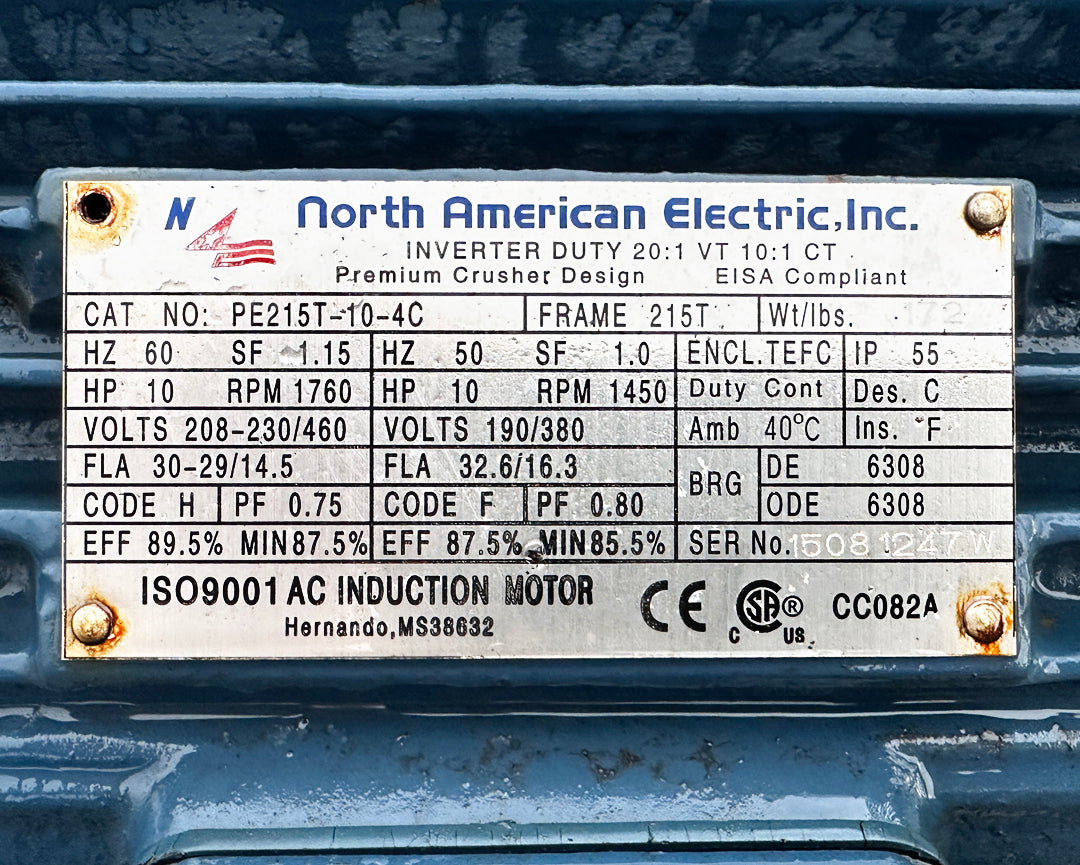 N
North American Electric,Inc.
INVERTER DUTY 20:1 VT 10:1 CT
Premium Crusher Design EISA Compliant
CAT NO: PE215T-10-4C FRAME 215T Wt/lbs. 172
HZ 60 SF 1.15 HZ 50 SF 1.0 ENCL.TEFC IP 55
HP 10 RPM 1760 HP 10 RPM 1450 Duty Cont Des. C
VOLTS 208-230/460 VOLTS 190/380 Amb 40°C Ins. F
FLA 30-29/14.5 FLA 32.6/16.3 BRG DE 6308
CODE H PF 0.75 CODE F PF 0.80 ODE 6308
EFF 89.5% MIN87.5% EFF 87.5% MIN85.5% SER No.15081247W
ISO9001 AC INDUCTION MOTOR
Hernando,MS38632
CE C SA® US CC082A